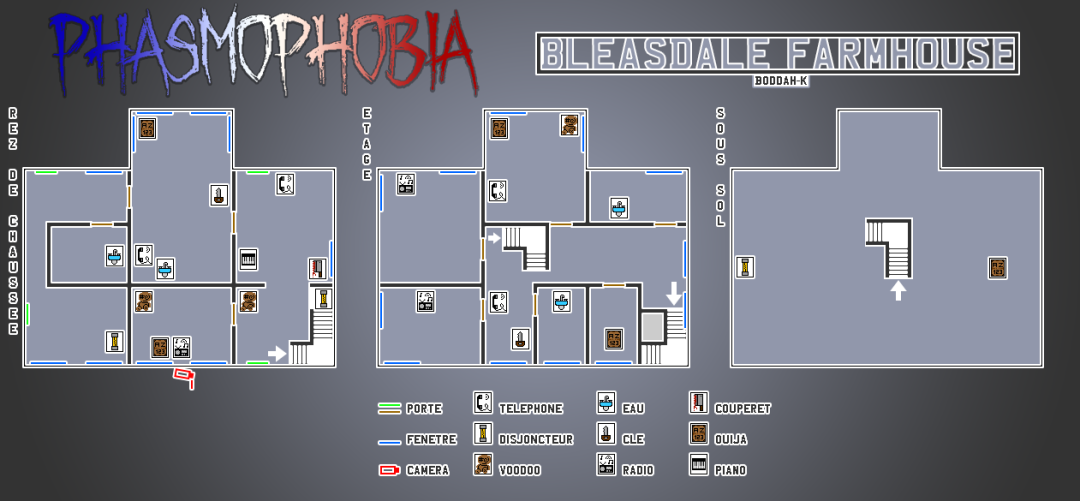 PHASMOPHOBIA
BLEASDALE FARMHOUSE
BODDAH-K
REZ DE CHAUSSEE
ETAGE
SOUS SOL
PORTE
TELEPHONE
EAU
COUPERET
FENETRE
DISJONCTEUR
CLE
OUIJA
CAMERA
VOODOO
RADIO
PIANO